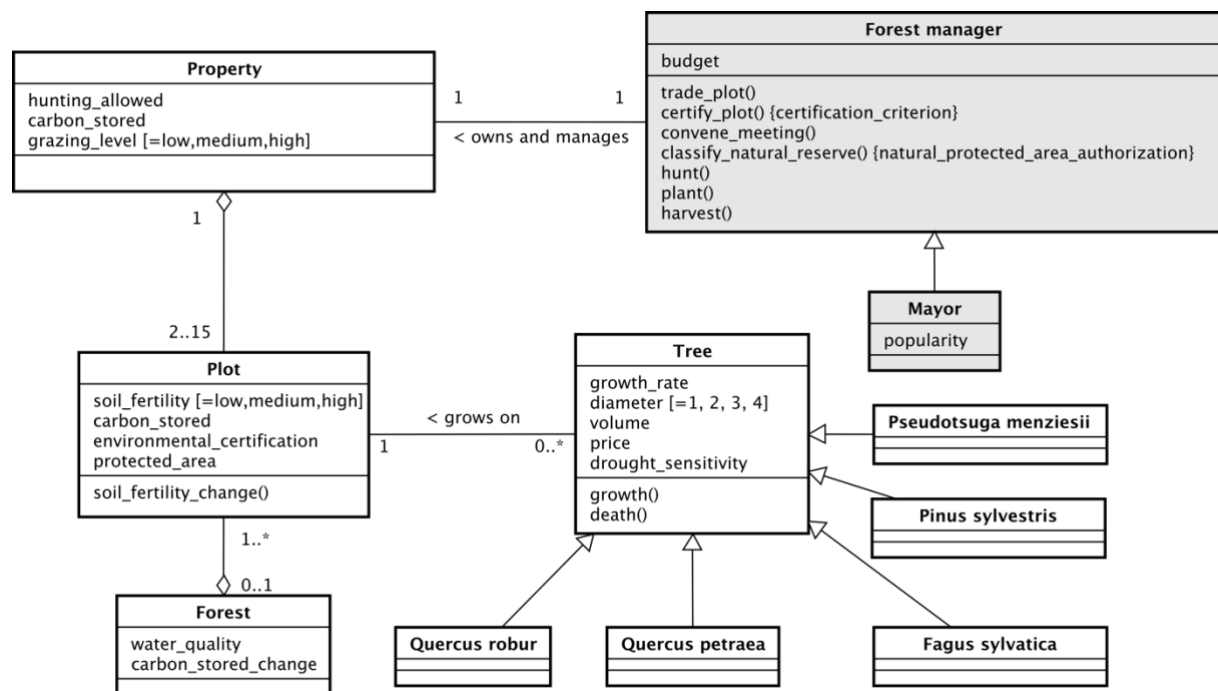 Forest manager
budget
trade_plot()
certify_plot() {certification_criterion}
convene_meeting()
classify_natural_reserve() {natural_protected_area_authorization}
hunt()
plant()
harvest()
Property
hunting_allowed
carbon_stored
grazing_level [=low,medium,high]
1
1
< owns and manages
1
2..15
Mayor
popularity
Plot
soil_fertility [=low,medium,high]
carbon_stored
environmental_certification
protected_area
soil_fertility_change()
< grows on
1
0..*
Tree
growth_rate
diameter [=1, 2, 3, 4]
volume
price
drought_sensitivity
growth()
death()
Pseudotsuga menziesii
Pinus sylvestris
1..*
0..1
Forest
water_quality
carbon_stored_change
Quercus robur
Quercus petraea
Fagus sylvatica